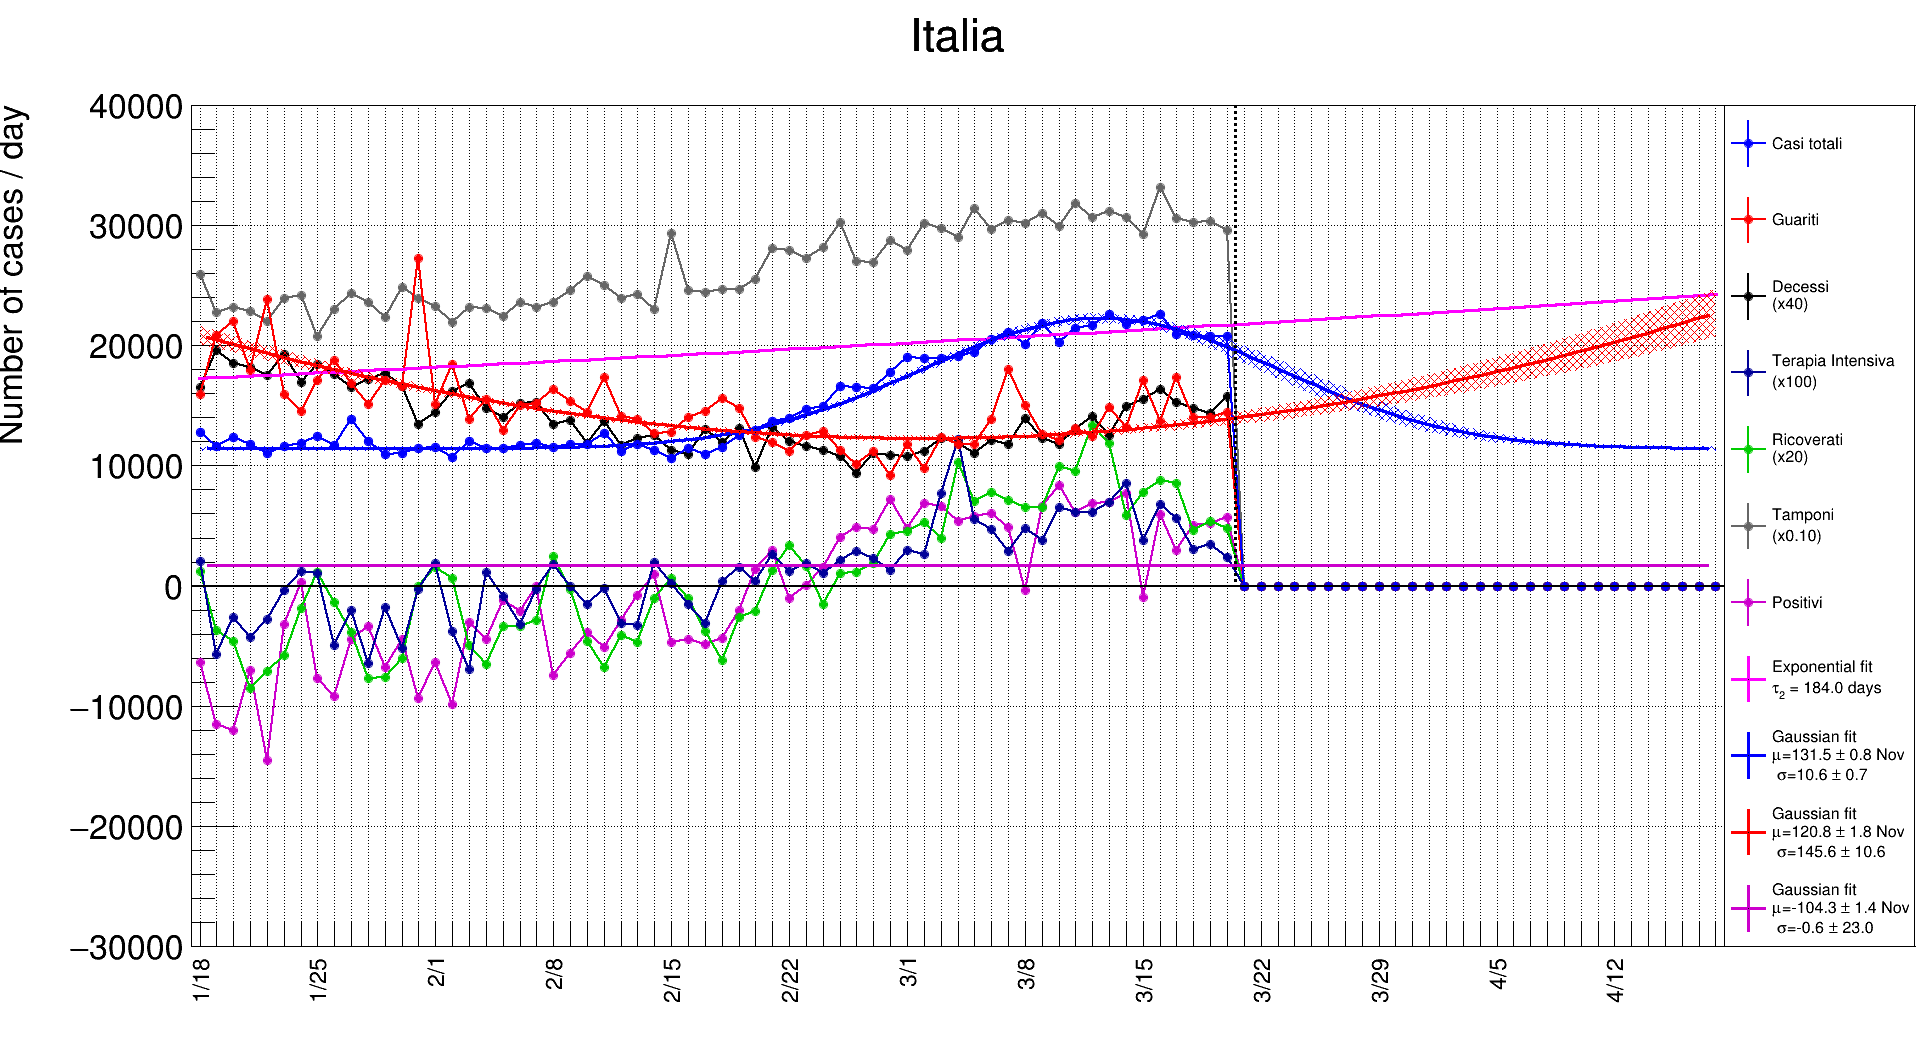 Italia
Number of cases / day
40000
30000
20000
10000
0
−10000
−20000
−30000
1/18
1/25
2/1
2/8
2/15
2/22
3/1
3/8
3/15
3/22
3/29
4/5
4/12
Casi totali
Guariti
Decessi
(x40)
Terapia Intensiva
(x100)
Ricoverati
(x20)
Tamponi
(x0.10)
Positivi
Exponential fit
τ2 = 184.0 days
Gaussian fit
μ=131.5 ± 0.8 Nov
σ=10.6 ± 0.7
Gaussian fit
μ=120.8 ± 1.8 Nov
σ=145.6 ± 10.6
Gaussian fit
μ=-104.3 ± 1.4 Nov
σ=-0.6 ± 23.0